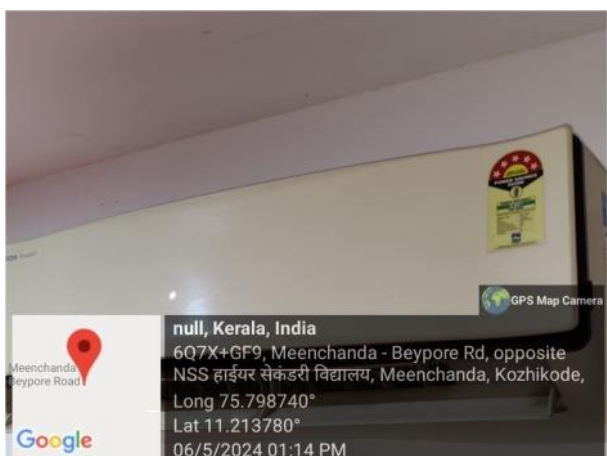 GPS Map Camera
null, Kerala, India
6Q7X+GF9, Meenchanda - Beypore Rd, opposite
NSS हाईयर सेकंडरी विद्यालय, Meenchanda, Kozhikode,
Long 75.798740°
Lat 11.213780°
06/5/2024 01:14 PM
Meenchanda
Beypore Road
Google